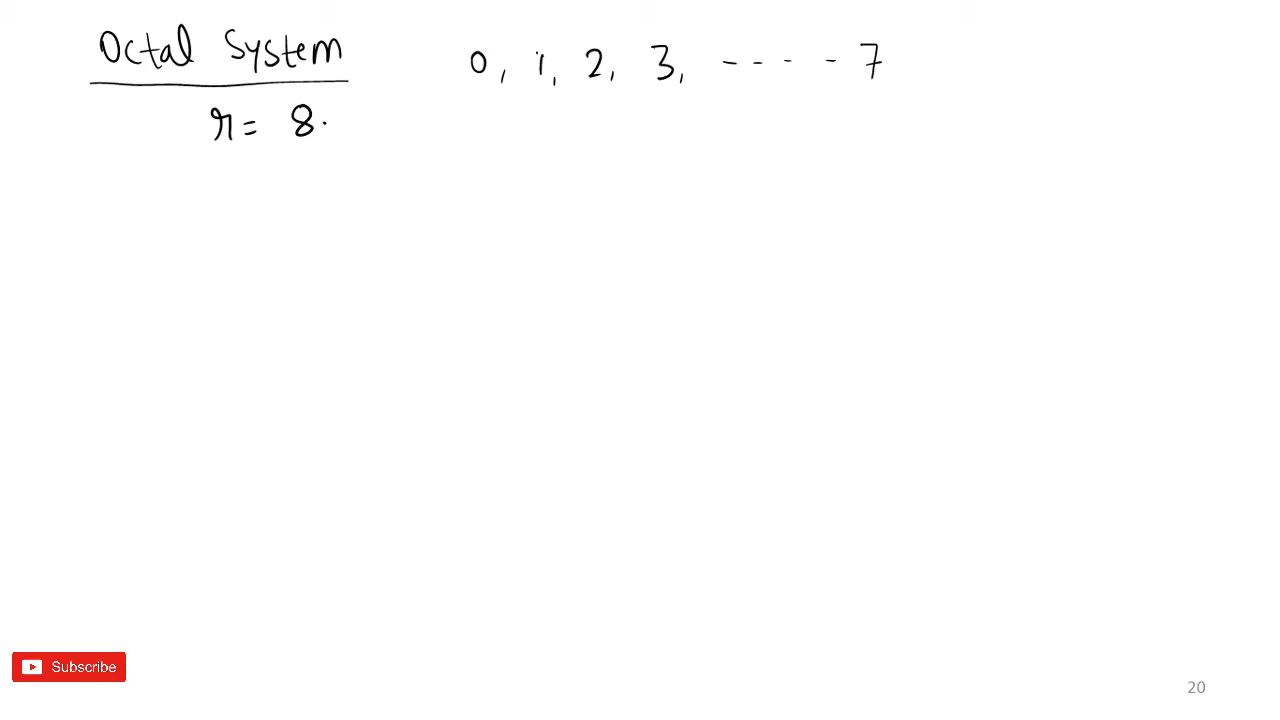 Octal System
0, 1, 2, 3, - - - - 7
r = 8.
Subscribe
20